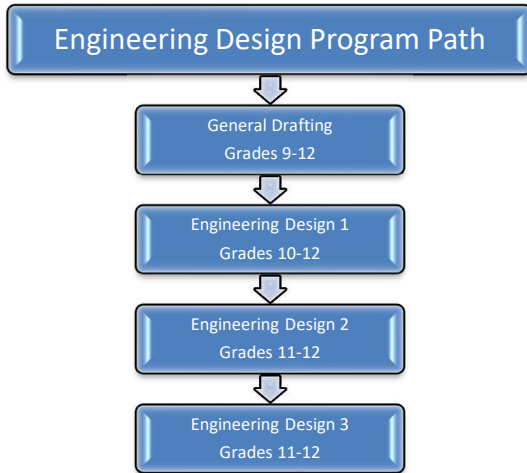 Engineering Design Program Path
General Drafting
Grades 9-12
Engineering Design 1
Grades 10-12
Engineering Design 2
Grades 11-12
Engineering Design 3
Grades 11-12